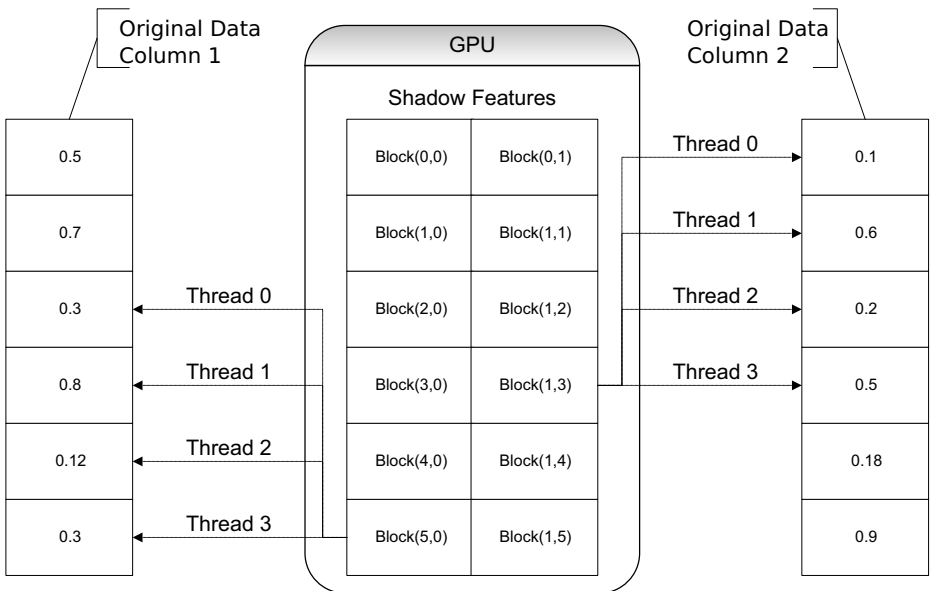 Original Data
Column 1
GPU
Original Data
Column 2
Shadow Features
0.5
Block(0,0)
Block(0,1)
Thread 0
0.1
0.7
Block(1,0)
Block(1,1)
Thread 1
0.6
0.3
Thread 0
Block(2,0)
Block(1,2)
Thread 2
0.2
0.8
Thread 1
Block(3,0)
Block(1,3)
Thread 3
0.5
0.12
Thread 2
Block(4,0)
Block(1,4)
0.18
0.3
Thread 3
Block(5,0)
Block(1,5)
0.9